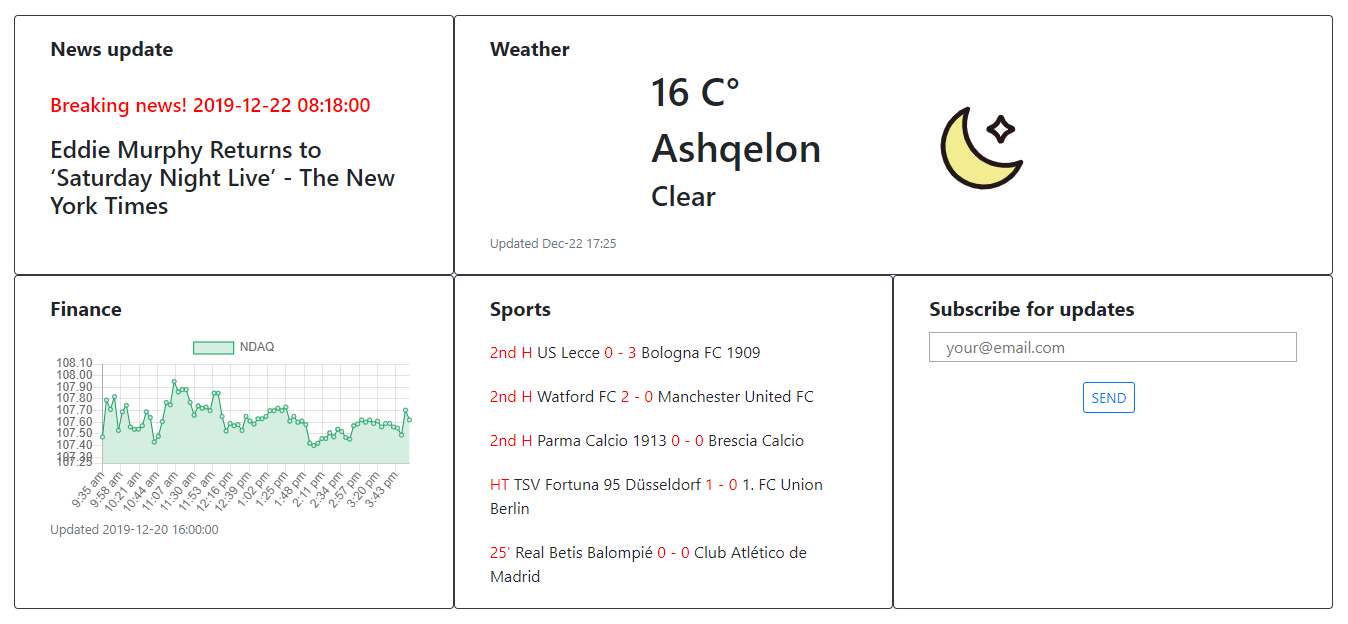 News update
Breaking news! 2019-12-22 08:18:00
Eddie Murphy Returns to
‘Saturday Night Live’ - The New
York Times
Weather
16 C°
Ashqelon
Clear
Updated Dec-22 17:25
Finance
NDAQ
108.10
108.00
107.90
107.80
107.70
107.60
107.50
107.40
107.30
107.25
9:35 am
9:58 am
10:21 am
10:44 am
11:07 am
11:30 am
11:53 am
12:16 pm
12:39 pm
1:02 pm
1:25 pm
1:48 pm
2:11 pm
2:34 pm
2:57 pm
3:20 pm
3:43 pm
Updated 2019-12-20 16:00:00
Sports
2nd H US Lecce 0 - 3 Bologna FC 1909
2nd H Watford FC 2 - 0 Manchester United FC
2nd H Parma Calcio 1913 0 - 0 Brescia Calcio
HT TSV Fortuna 95 Düsseldorf 1 - 0 1. FC Union
Berlin
25' Real Betis Balompié 0 - 0 Club Atlético de
Madrid
Subscribe for updates
your@email.com
SEND